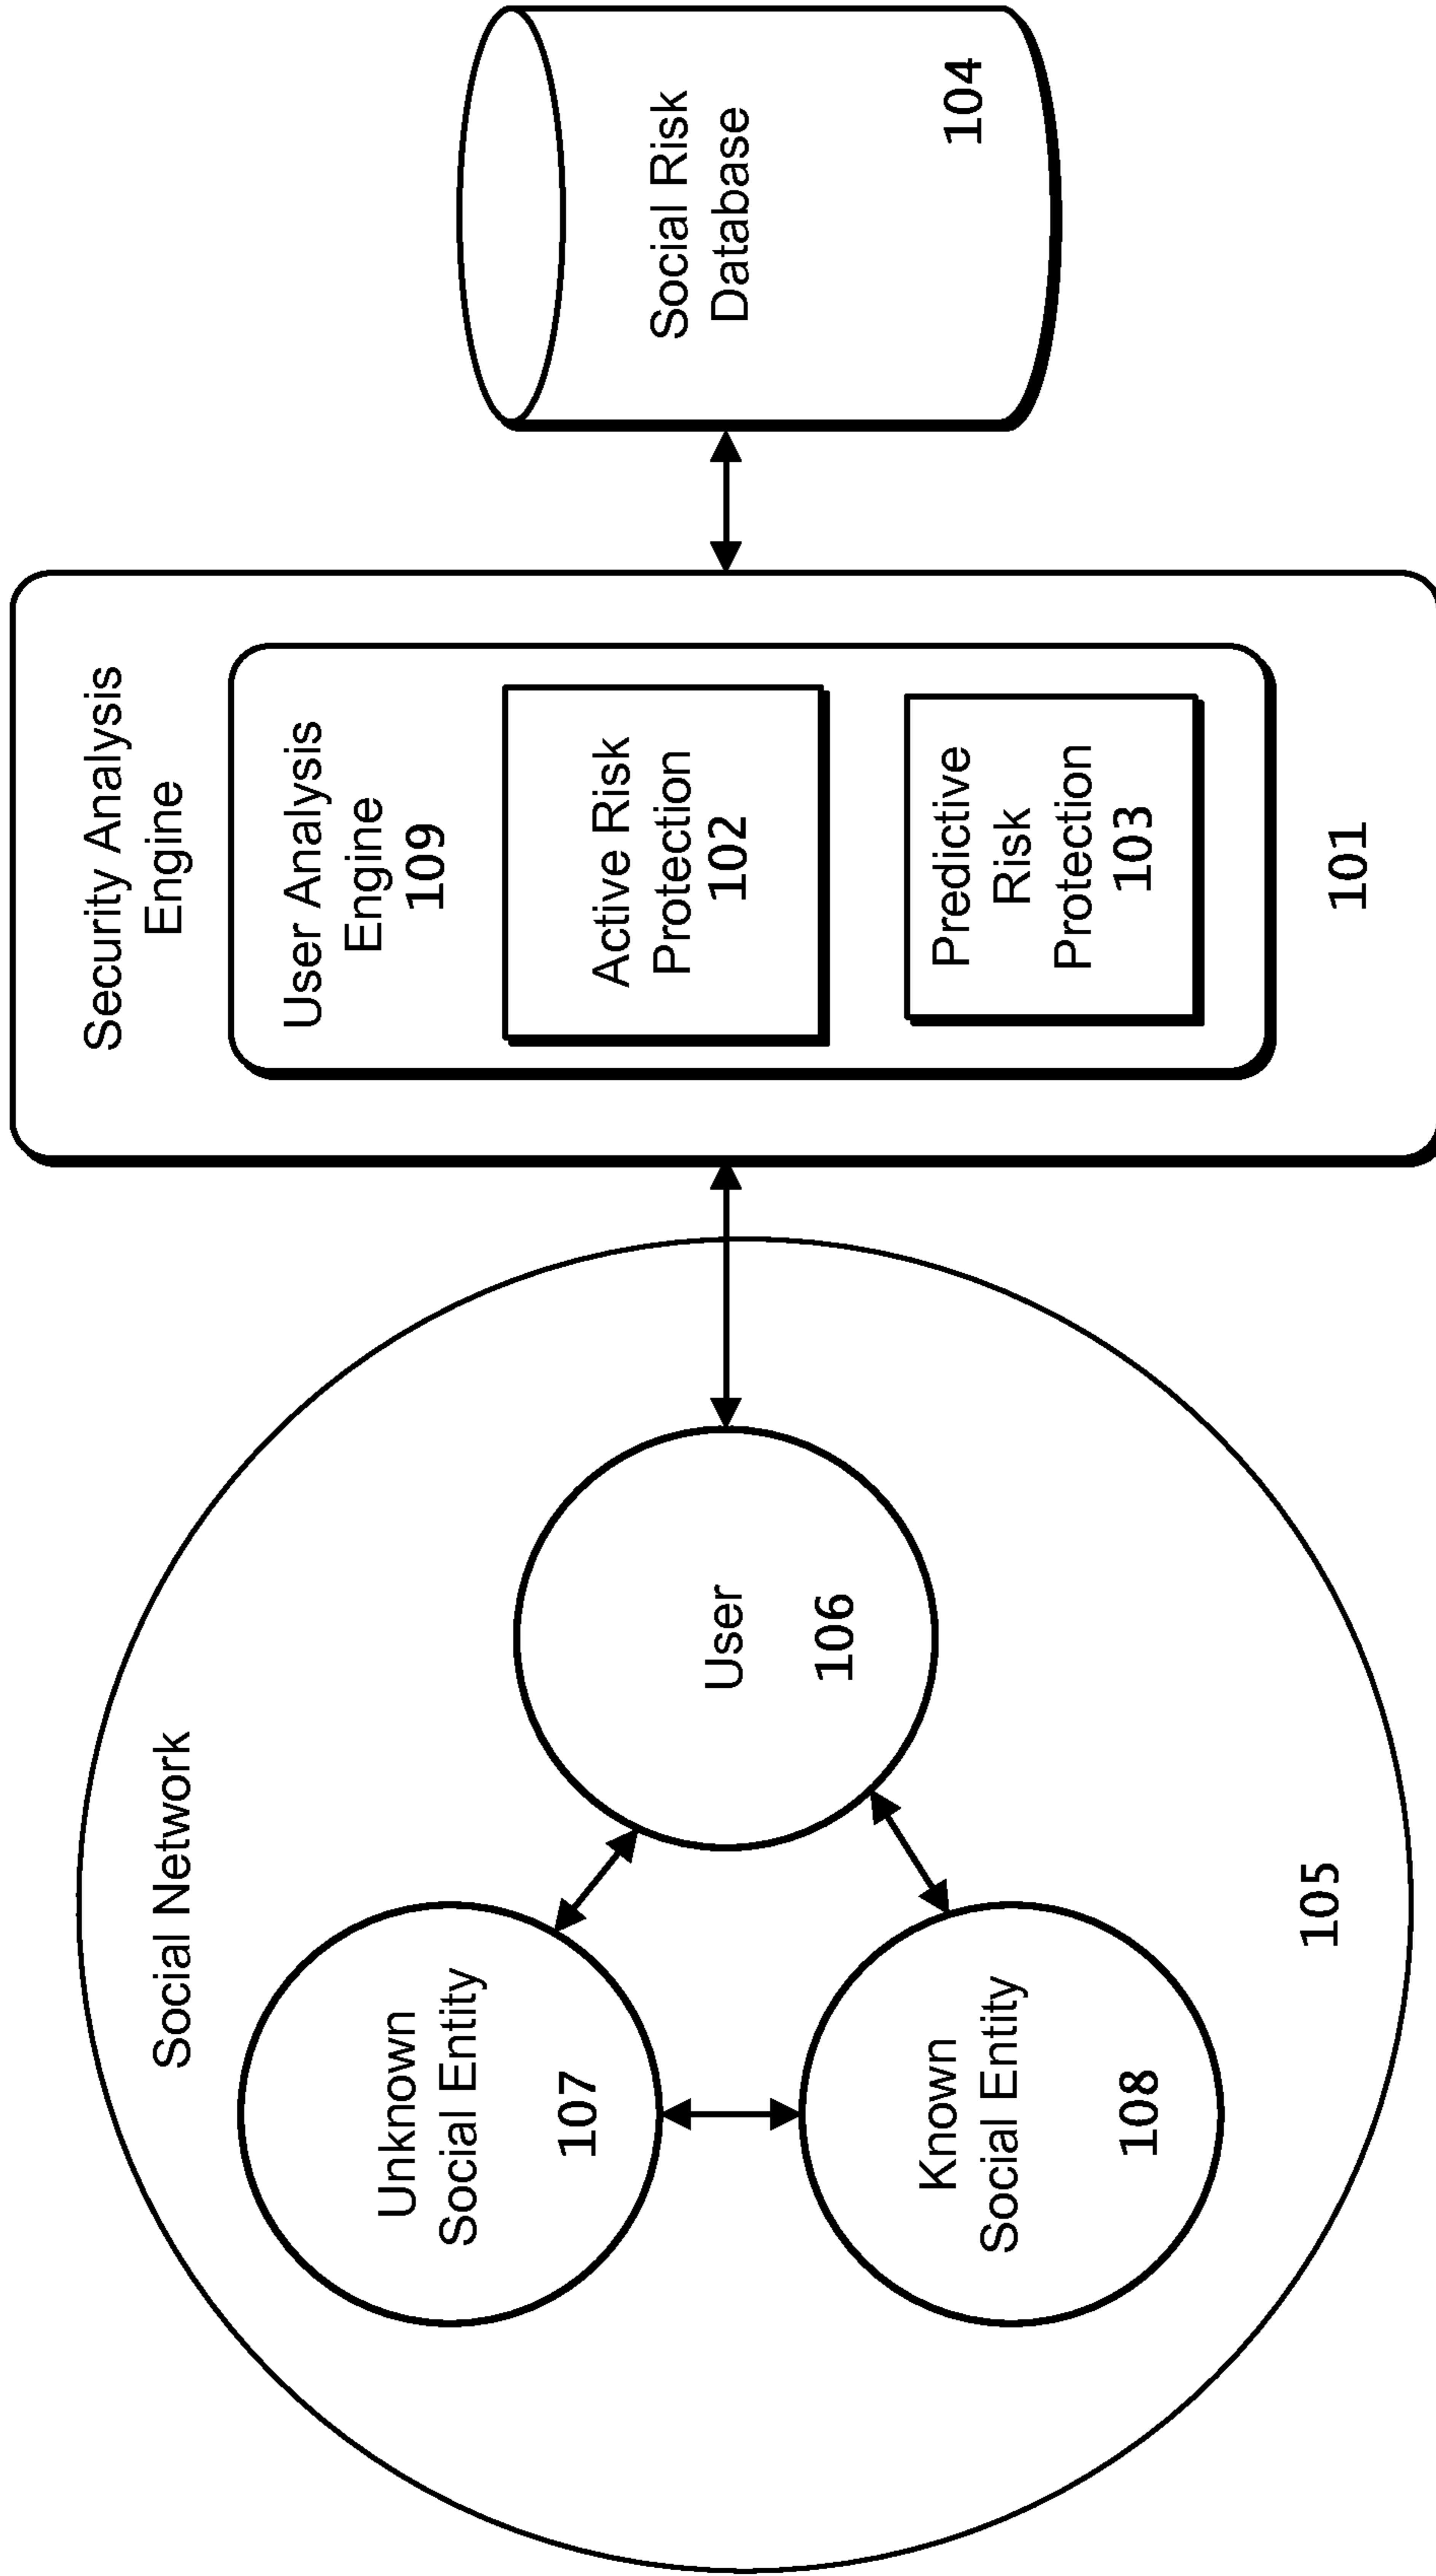 Social Network
Unknown
Social Entity
107
User
106
Known
Social Entity
108
105
Security Analysis
Engine
User Analysis
Engine
109
Active Risk
Protection
102
Predictive
Risk
Protection
103
101
Social Risk
Database
104